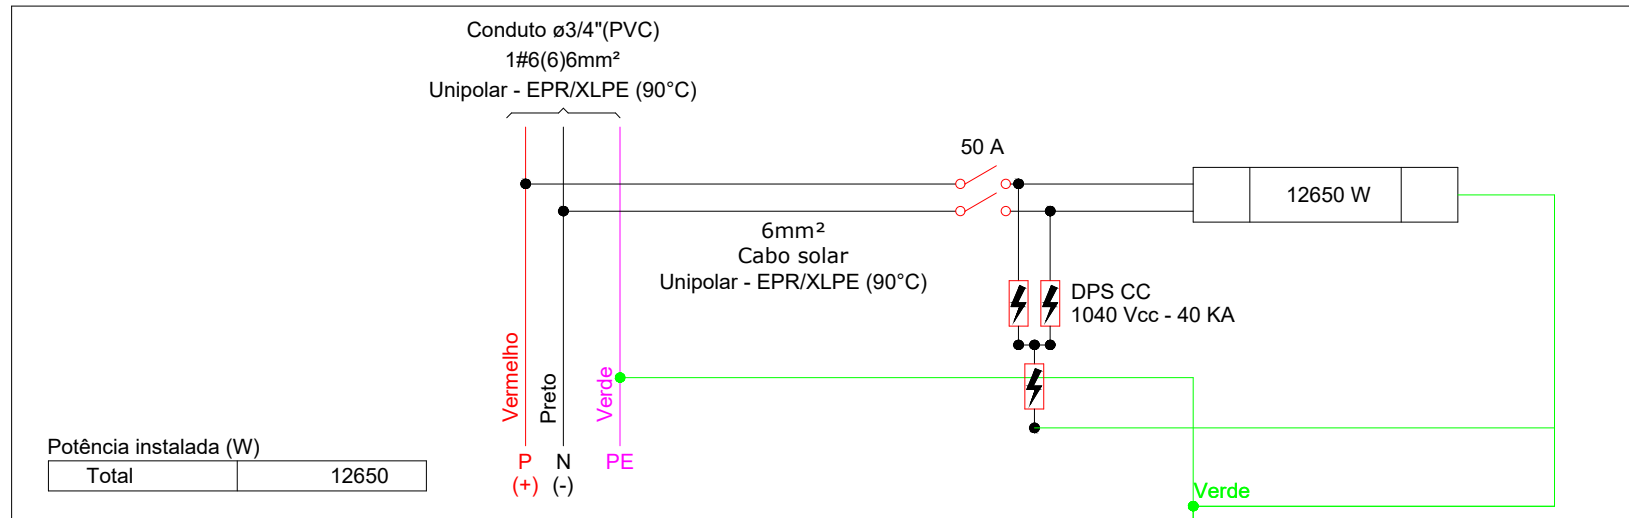 Conduto ø3/4"(PVC)
1#6(6)6mm²
Unipolar - EPR/XLPE (90°C)
50 A
12650 W
6mm²
Cabo solar
Unipolar - EPR/XLPE (90°C)
DPS CC
1040 Vcc - 40 KA
Vermelho
Preto
Verde
Potência instalada (W)
Total 12650
P N PE
(+) (-)
Verde